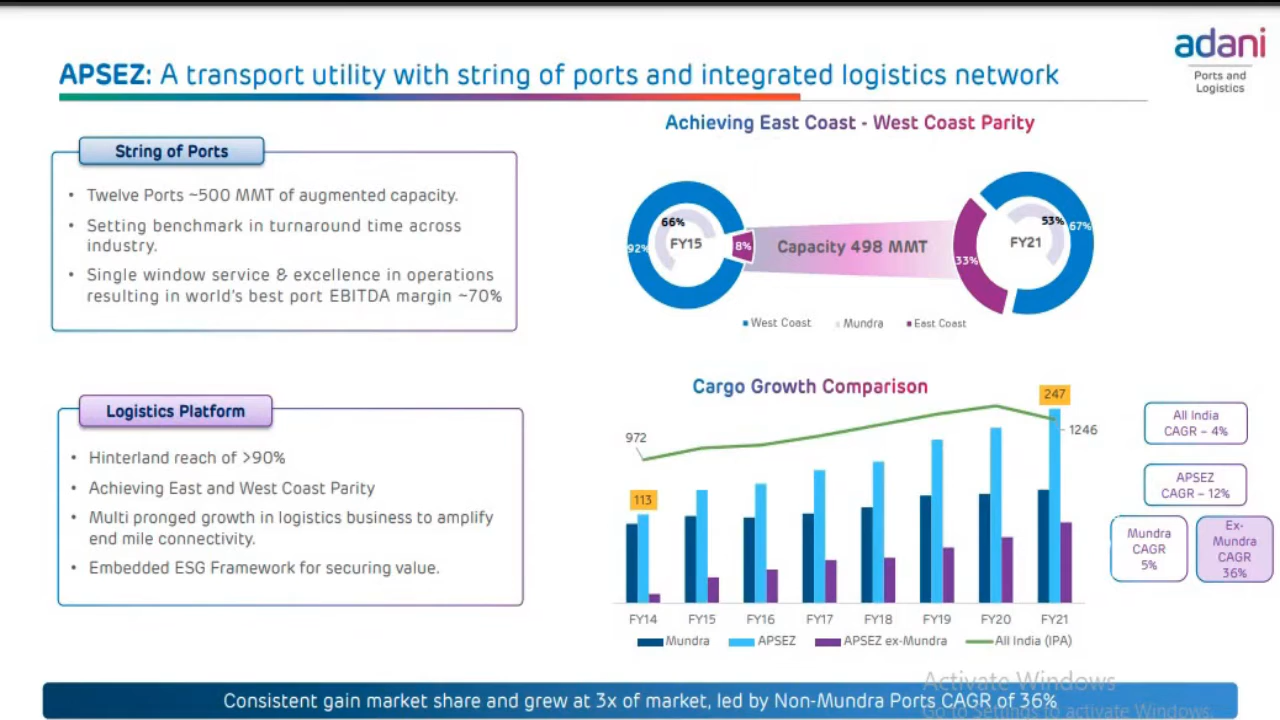 adani
Ports and
Logistics
APSEZ: A transport utility with string of ports and integrated logistics network
String of Ports
• Twelve Ports ~500 MMT of augmented capacity.
• Setting benchmark in turnaround time across
industry.
• Single window service & excellence in operations
resulting in world's best port EBITDA margin ~70%
Achieving East Coast - West Coast Parity
66%
FY15
92%
8%
Capacity 498 MMT
53%
67%
FY21
33%
West Coast
Mundra
East Coast
Logistics Platform
• Hinterland reach of >90%
• Achieving East and West Coast Parity
• Multi pronged growth in logistics business to amplify
end mile connectivity.
• Embedded ESG Framework for securing value.
Cargo Growth Comparison
972
113
247
1246
FY14 FY15 FY16 FY17 FY18 FY19 FY20 FY21
Mundra APSEZ APSEZ ex-Mundra All India (IPA)
All India
CAGR – 4%
APSEZ
CAGR – 12%
Mundra
CAGR
5%
Ex-
Mundra
CAGR
36%
Consistent gain market share and grew at 3x of market, led by Non-Mundra Ports CAGR of 36%
Activate Windows
Go to Settings to activate Windows.